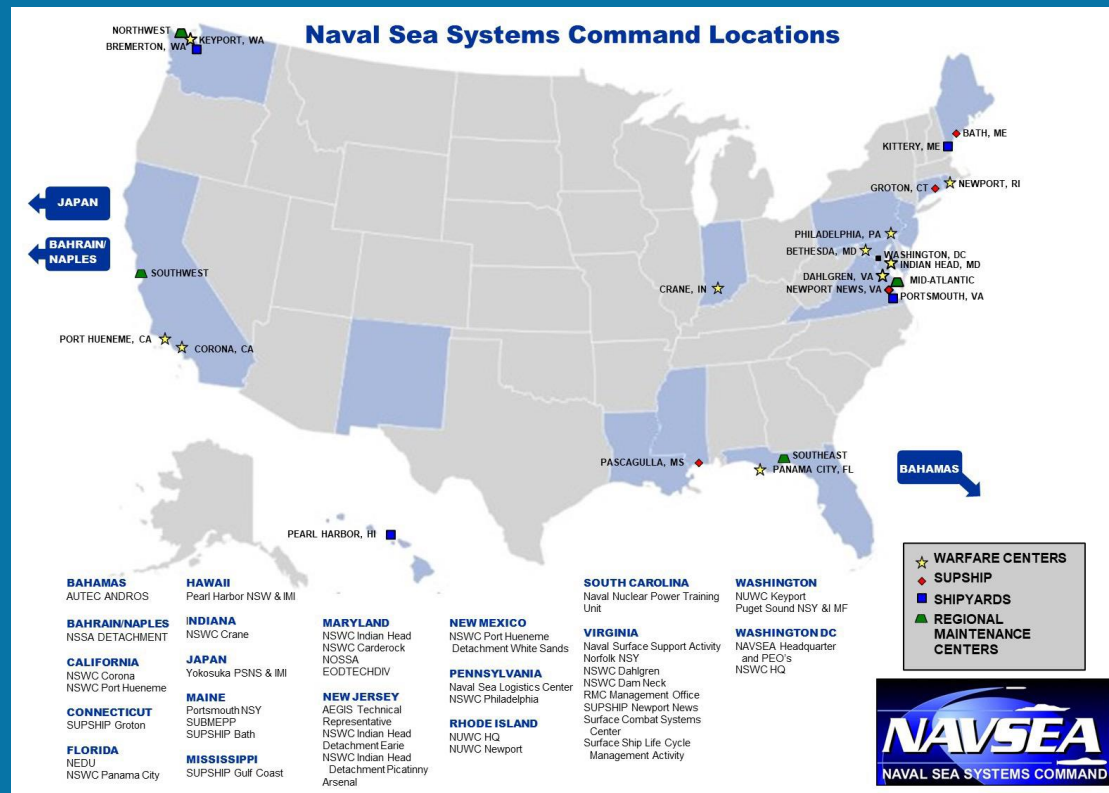 Naval Sea Systems Command Locations
NORTHWEST
KEYPORT, WA
BREMERTON, WA
BATH, ME
KITTERY, ME
JAPAN
GROTON, CT
NEWPORT, RI
BAHRAIN/
NAPLES
PHILADELPHIA, PA
BETHESDA, MD
WASHINGTON, DC
INDIAN HEAD, MD
SOUTHWEST
DAHLGREN, VA
MID-ATLANTIC
CRANE, IN
NEWPORT NEWS, VA
PORTSMOUTH, VA
PORT HUENEME, CA
CORONA, CA
PASCAGULLA, MS
SOUTHEAST
PANAMA CITY, FL
BAHAMAS
PEARL HARBOR, HI
BAHAMAS
AUTEC ANDROS
BAHRAIN/NAPLES
NSSA DETACHMENT
CALIFORNIA
NSWC Corona
NSWC Port Hueneme
CONNECTICUT
SUPSHIP Groton
FLORIDA
NEDU
NSWC Panama City
HAWAII
Pearl Harbor NSW & IMI
INDIANA
NSWC Crane
JAPAN
Yokosuka PSNS & IMI
MAINE
Portsmouth NSY
SUBMEPP
SUPSHIP Bath
MISSISSIPPI
SUPSHIP Gulf Coast
MARYLAND
NSWC Indian Head
NSWC Carderock
NOSSA
EODTECHDIV
NEW JERSEY
AEGIS Technical
Representative
NSWC Indian Head
Detachment Earie
NSWC Indian Head
Detachment Picatinny
Arsenal
NEW MEXICO
NSWC Port Hueneme
Detachment White Sands
PENNSYLVANIA
Naval Sea Logistics Center
NSWC Philadelphia
RHODE ISLAND
NUWC HQ
NUWC Newport
SOUTH CAROLINA
Naval Nuclear Power Training
Unit
VIRGINIA
Naval Surface Support Activity
Norfolk NSY
NSWC Dahlgren
NSWC Dam Neck
RMC Management Office
SUPSHIP Newport News
Surface Combat Systems
Center
Surface Ship Life Cycle
Management Activity
WASHINGTON
NUWC Keyport
Puget Sound NSY &I MF
WASHINGTON DC
NAVSEA Headquarter
and PEO's
NSWC HQ
WARFARE CENTERS
SUPSHIP
SHIPYARDS
REGIONAL
MAINTENANCE
CENTERS
NAVSEA
NAVAL SEA SYSTEMS COMMAND